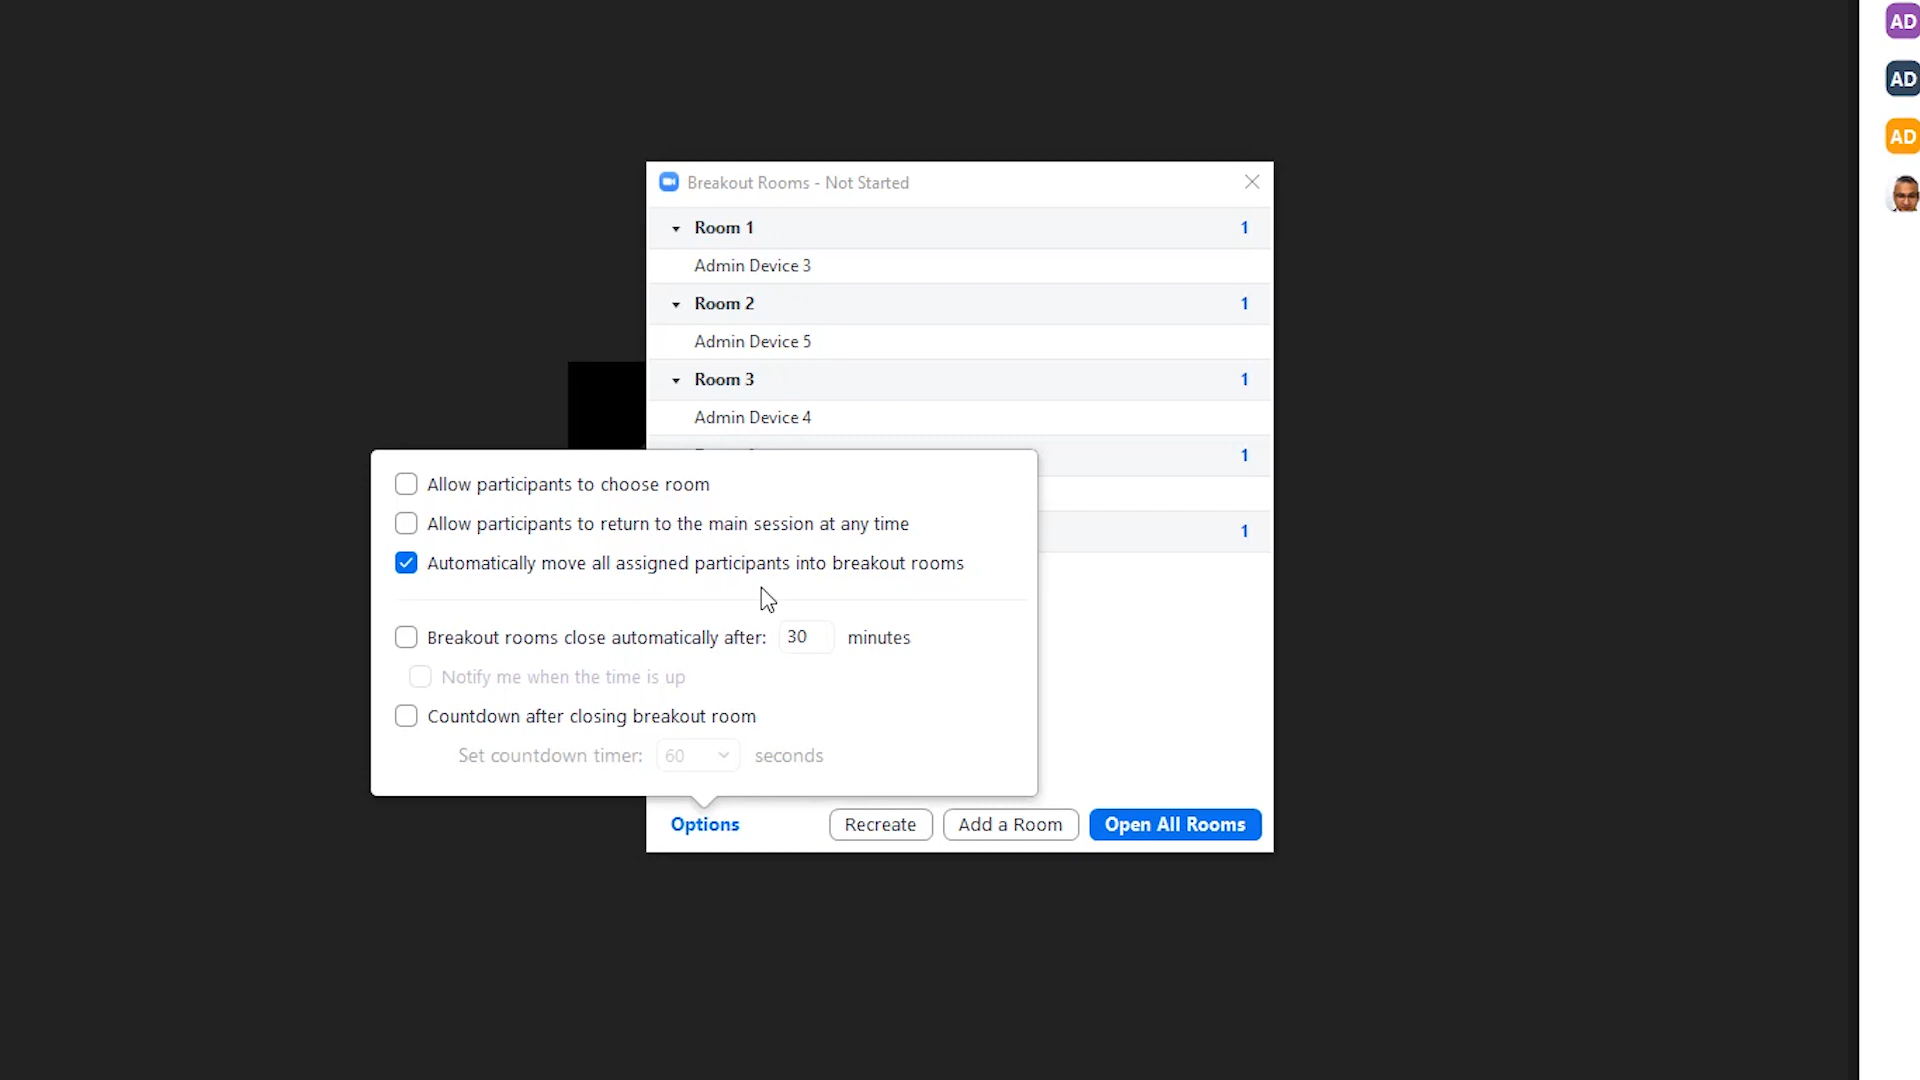 AD
AD
AD
Breakout Rooms - Not Started
Room 1 1
Admin Device 3
Room 2 1
Admin Device 5
Room 3 1
Admin Device 4
1
1
Allow participants to choose room
Allow participants to return to the main session at any time
Automatically move all assigned participants into breakout rooms
Breakout rooms close automatically after: 30 minutes
Notify me when the time is up
Countdown after closing breakout room
Set countdown timer: 60 seconds
Options Recreate Add a Room Open All Rooms